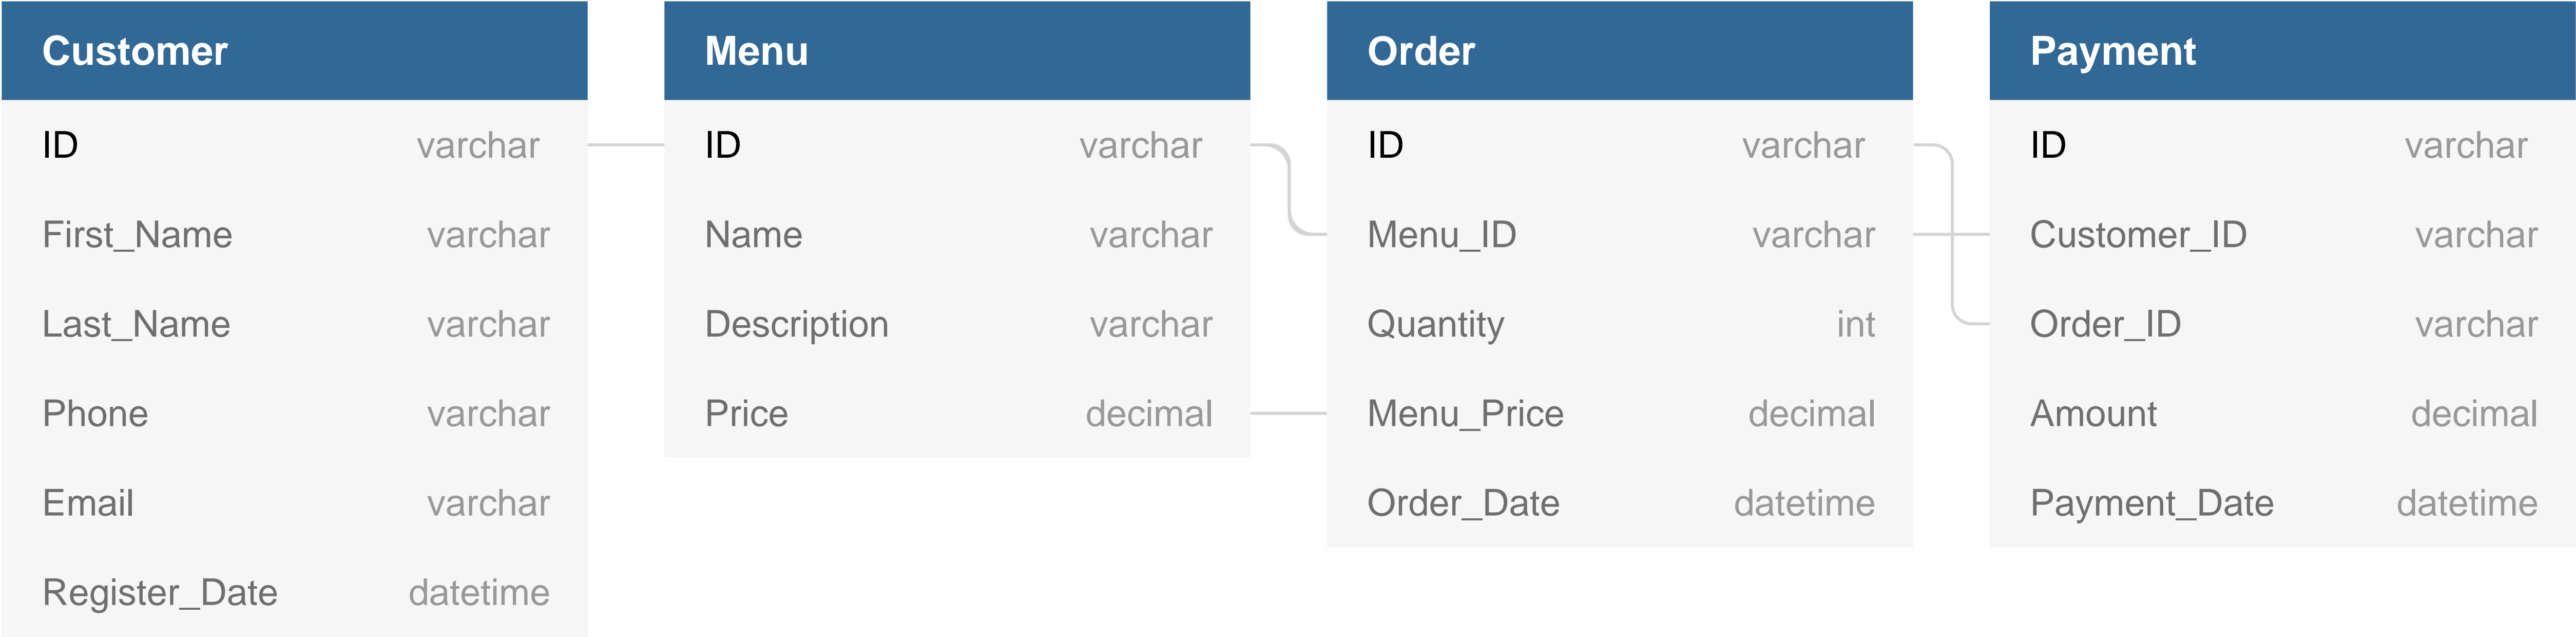 Customer
ID varchar
First_Name varchar
Last_Name varchar
Phone varchar
Email varchar
Register_Date datetime
Menu
ID varchar
Name varchar
Description varchar
Price decimal
Order
ID varchar
Menu_ID varchar
Quantity int
Menu_Price decimal
Order_Date datetime
Payment
ID varchar
Customer_ID varchar
Order_ID varchar
Amount decimal
Payment_Date datetime